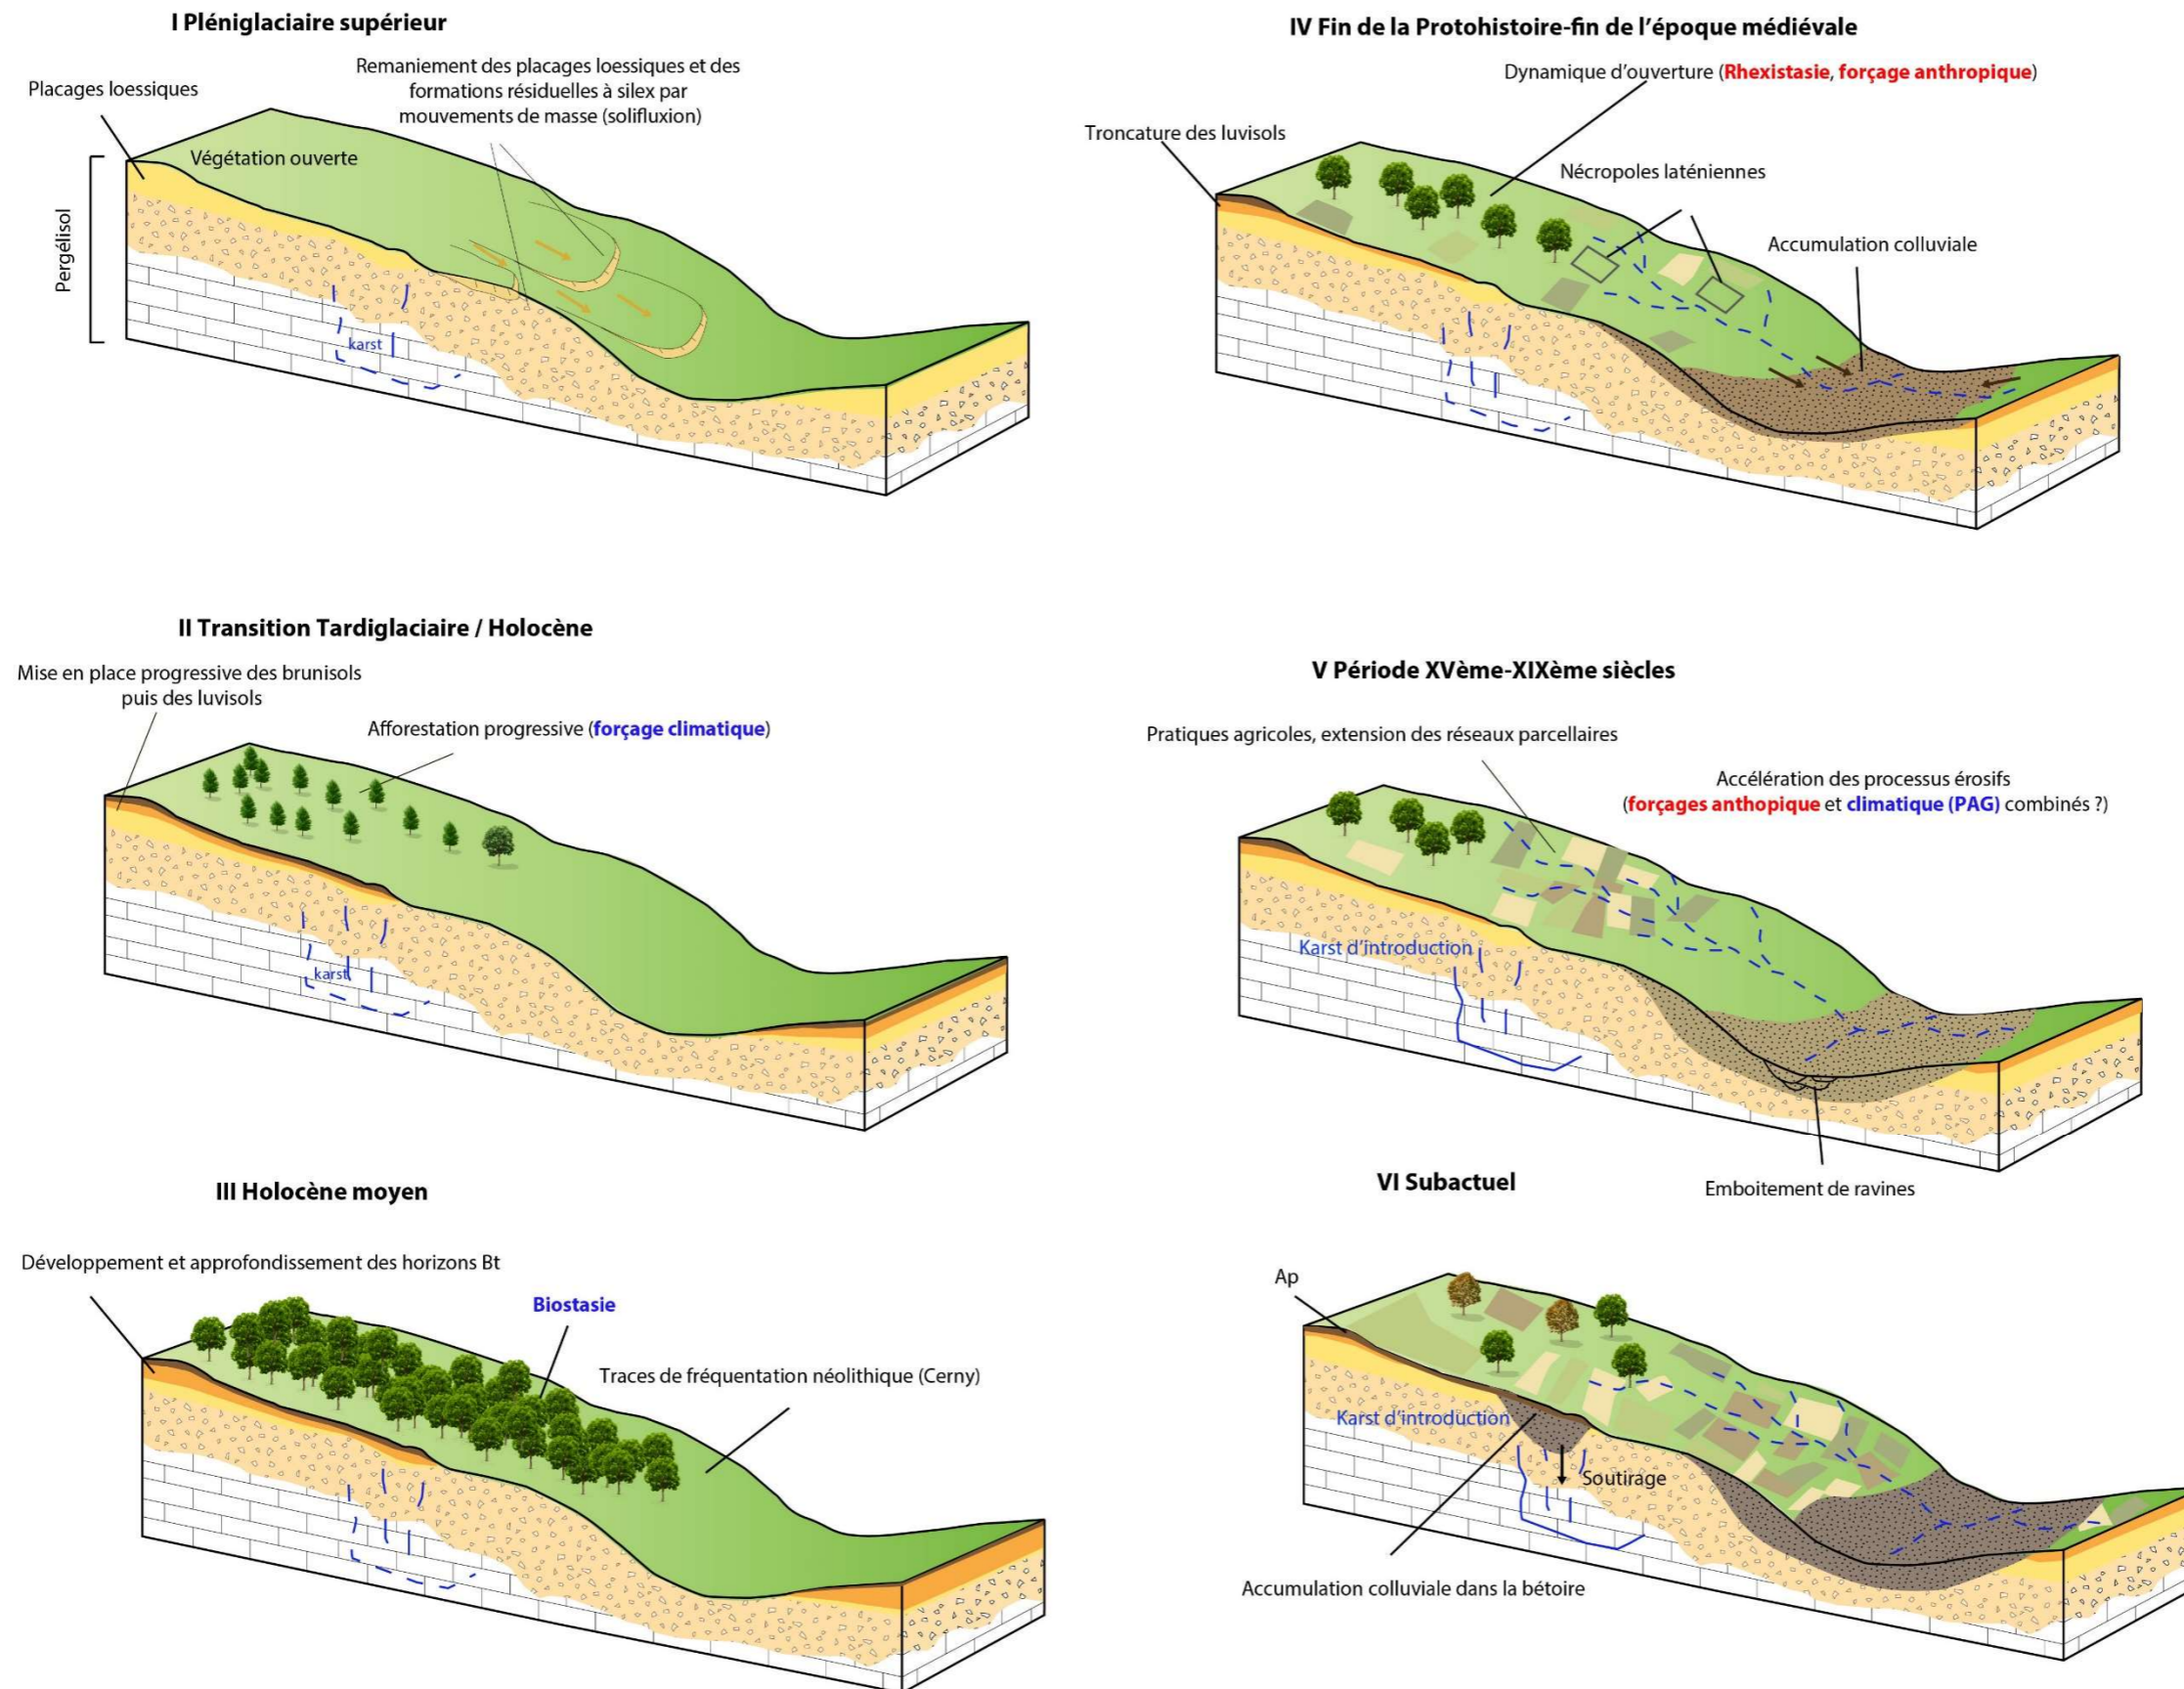 I Pléniglaciaire supérieur
Placages loessiques
Remaniement des placages loessiques et des
formations résiduelles à silex par
mouvements de masse (solifluxion)
Végétation ouverte
Pergélisol
karst
II Transition Tardiglaciaire / Holocène
Mise en place progressive des brunisols
puis des luvisols
Afforestation progressive (forçage climatique)
karst
III Holocène moyen
Développement et approfondissement des horizons Bt
Biostasie
Traces de fréquentation néolithique (Cerny)
IV Fin de la Protohistoire-fin de l'époque médiévale
Dynamique d'ouverture (Rhexistasie, forçage anthropique)
Troncature des luvisols
Nécropoles laténiennes
Accumulation colluviale
V Période XVème-XIXème siècles
Pratiques agricoles, extension des réseaux parcellaires
Accélération des processus érosifs
(forçages anthopique et climatique (PAG) combinés ?)
Karst d'introduction
Emboitement de ravines
VI Subactuel
Ap
Karst d'introduction
Soutirage
Accumulation colluviale dans la bétoire